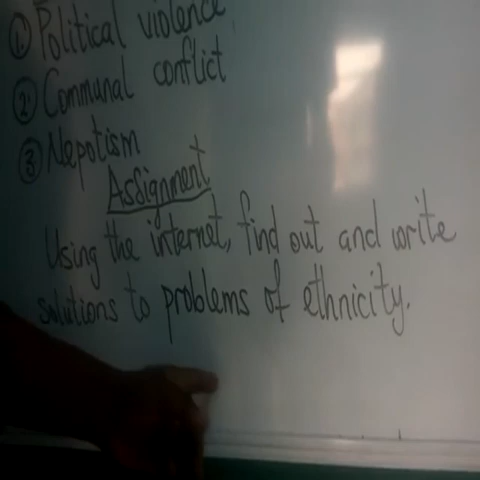 ① Political violence
② Communal conflict
③ Nepotism
Assignment
Using the internet, find out and write
solutions to problems of ethnicity.